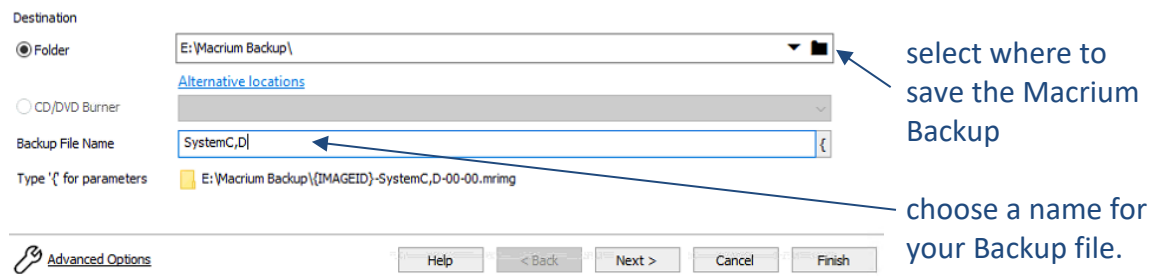 Destination
Folder
E:\Macrium Backup\
Alternative locations
CD/DVD Burner
Backup File Name
SystemC,D
{
Type '{' for parameters
E:\Macrium Backup\{IMAGEID}-SystemC,D-00-00.mrimg
Advanced Options
Help
< Back
Next >
Cancel
Finish
select where to
save the Macrium
Backup
choose a name for
your Backup file.